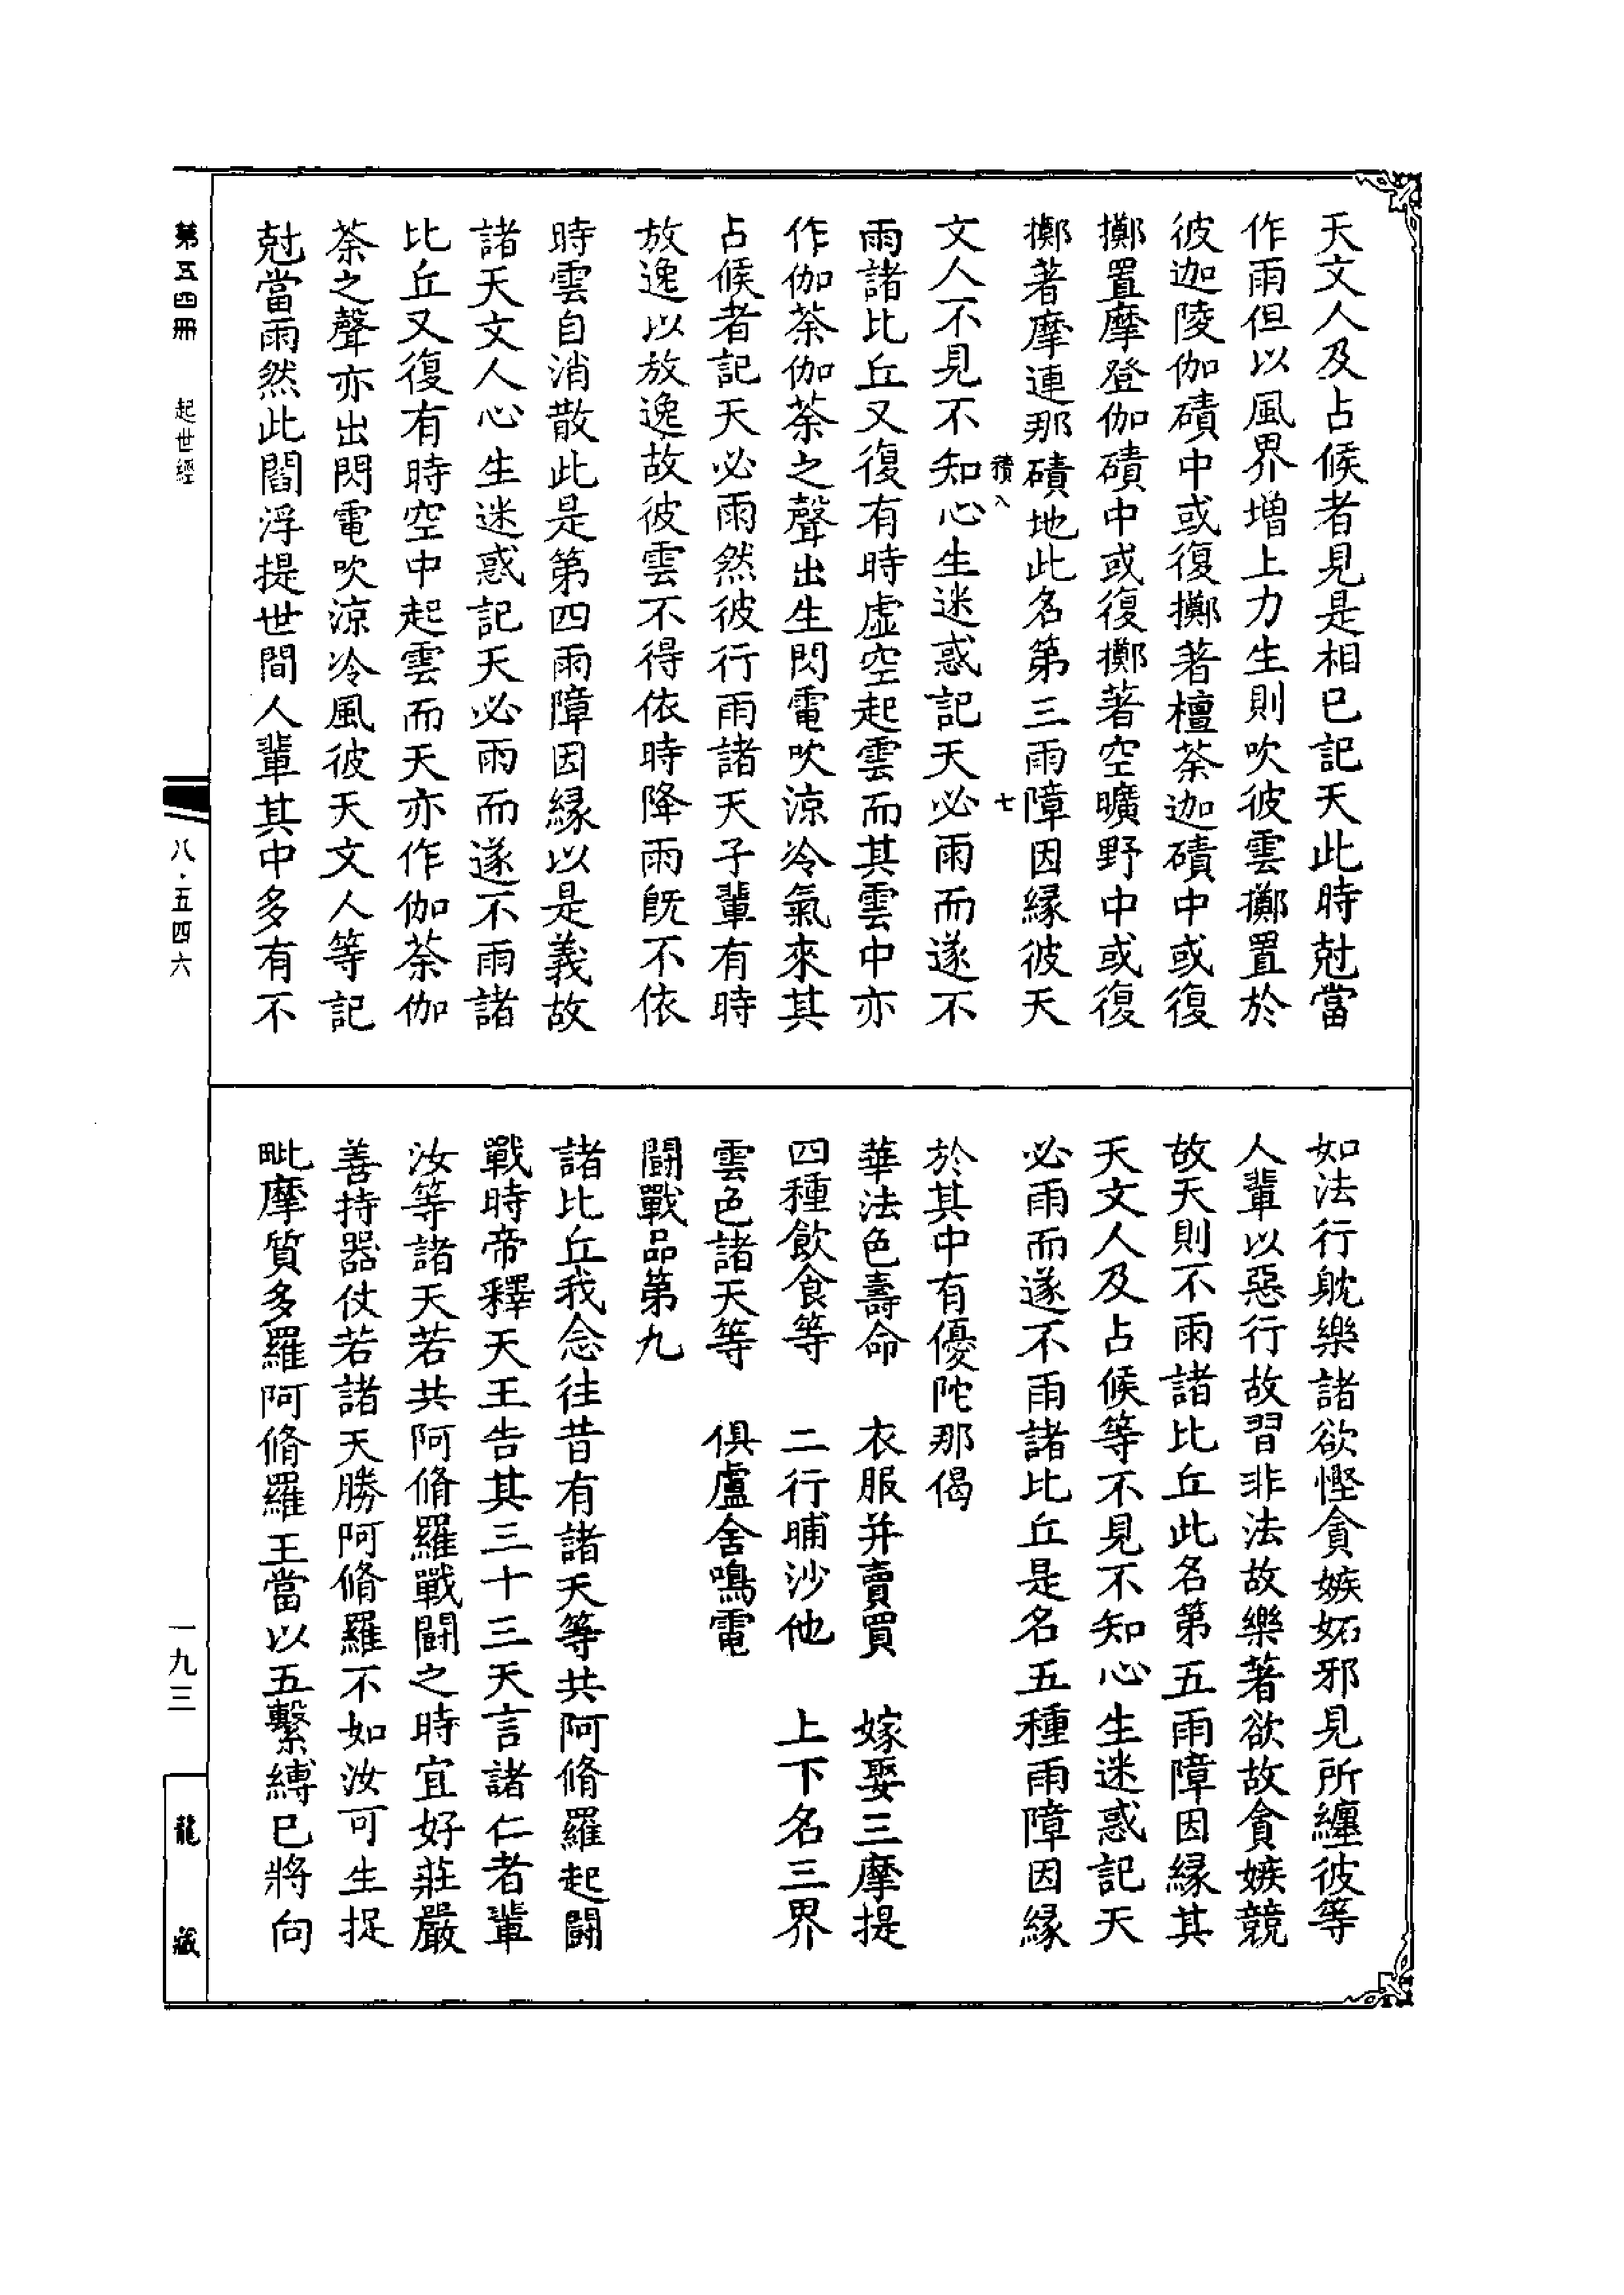 天文人及占候者見是相已記天此時尅當
作雨但以風界增上力生則吹彼雲擲置於
彼迦陵伽磧中或復擲著檀荼迦磧中或復
擲置摩登伽磧中或復擲著空曠野中或復
擲著摩連那磧地此名第三雨障因緣彼天
積八 七
文人不見不知心生迷惑記天必雨而遂不
雨諸比丘又復有時虛空起雲而其雲中亦
作伽荼伽荼之聲出生閃電吹涼冷氣來其
占候者記天必雨然彼行雨諸天子輩有時
放逸以放逸故彼雲不得依時降雨旣不依
時雲自消散此是第四雨障因緣以是義故
諸天文人心生迷惑記天必雨而遂不雨諸
比丘又復有時空中起雲而天亦作伽荼伽
荼之聲亦出閃電吹涼冷風彼天文人等記
尅當雨然此閻浮提世間人輩其中多有不
如法行躭樂諸欲慳貪嫉妬邪見所纏彼等
人輩以惡行故習非法故樂著欲故貪嫉競
故天則不雨諸比丘此名第五雨障因緣其
天文人及占候等不見不知心生迷惑記天
必雨而遂不雨諸比丘是名五種雨障因緣
於其中有優陀那偈
華法色壽命 衣服并賣買 嫁娶三摩提
四種飲食等 二行晡沙他 上下名三界
雲色諸天等 俱盧舍鳴電
鬪戰品第九
諸比丘我念往昔有諸天等共阿脩羅起鬪
戰時帝釋天王告其三十三天言諸仁者輩
汝等諸天若共阿脩羅戰鬪之時宜好莊嚴
善持器仗若諸天勝阿脩羅不如汝可生捉
毗摩質多羅阿脩羅王當以五繫縛已將向
第五四冊 起世經
八·五四六
一九三
龍藏